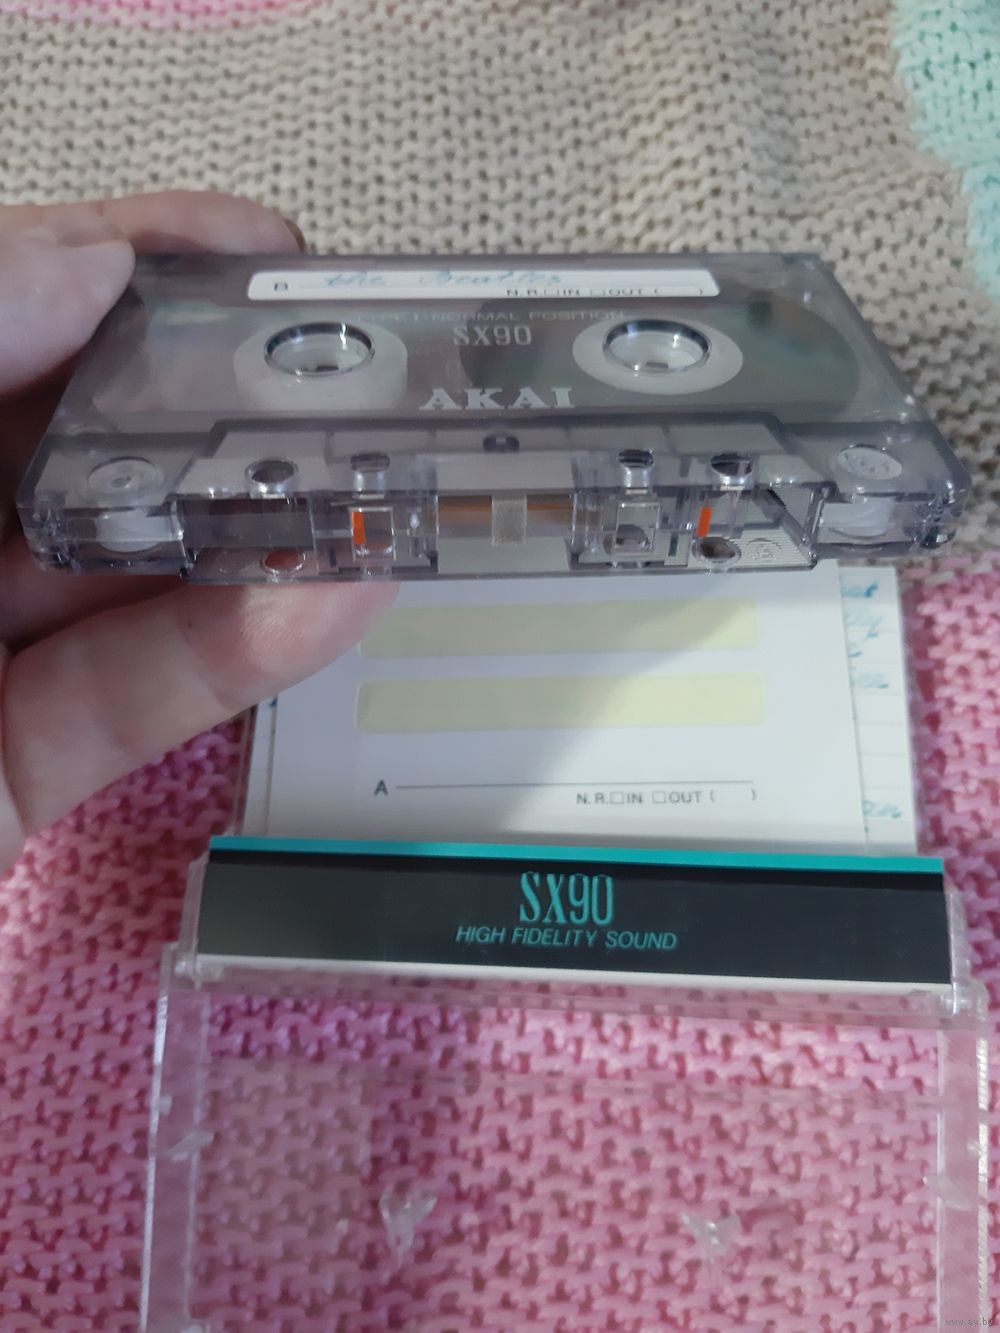 B the Beatles
N.R.☐IN ☐OUT ( )
TYPE I·NORMAL POSITION
SX90
AKAI
A
N.R.☐IN ☐OUT ( )
SX90
HIGH FIDELITY SOUND